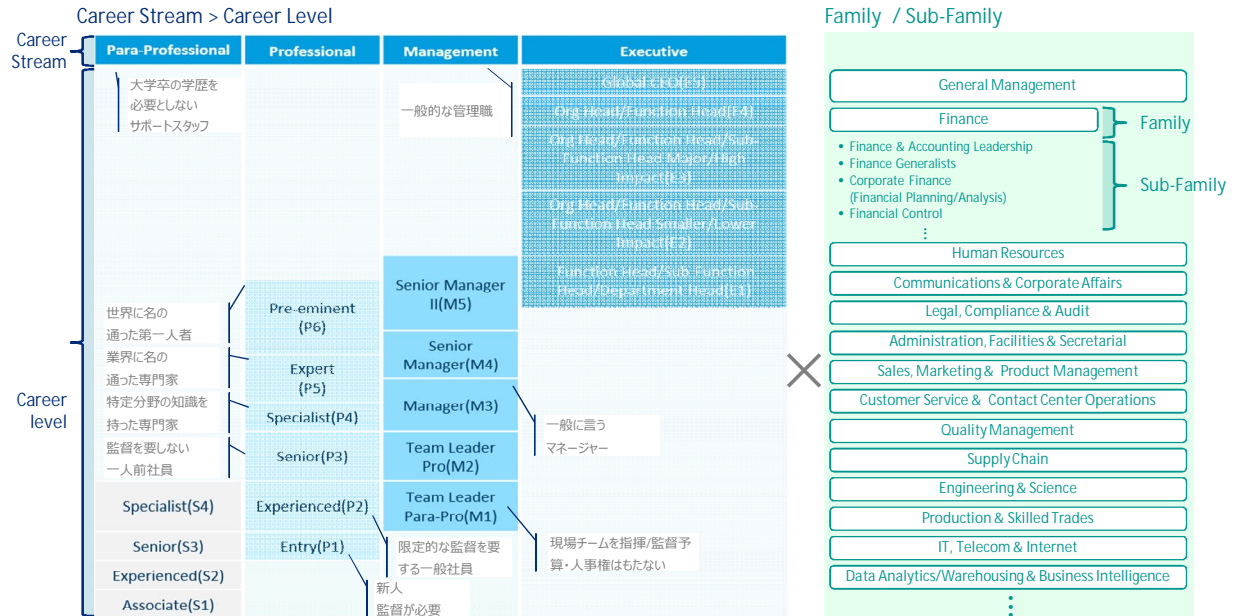 Career Stream > Career Level
Family / Sub-Family
Career
Stream
Para-Professional
Professional
Management
Executive
大学卒の学歴を
必要としない
サポートスタッフ
一般的な管理職
Global CEO(E5)
Org Head/Function Head(E4)
Org Head/Function Head/Sub-
Function Head Major/High
Impact(E3)
Org Head/Function Head/Sub-
Function Head Smaller/Lower
Impact(E2)
Function Head/Sub-Function
Head/Department Head(E1)
Senior Manager
II(M5)
Senior
Manager(M4)
Manager(M3)
Team Leader
Pro(M2)
Team Leader
Para-Pro(M1)
Pre-eminent
(P6)
Expert
(P5)
Specialist(P4)
Senior(P3)
Experienced(P2)
Entry(P1)
世界に名の
通った第一人者
業界に名の
通った専門家
特定分野の知識を
持った専門家
監督を要しない
一人前社員
Career
level
Specialist(S4)
Senior(S3)
Experienced(S2)
Associate(S1)
一般に言う
マネージャー
限定的な監督を要
する一般社員
現場チームを指揮/監督予
算・人事権はもたない
新人
監督が必要
General Management
Finance
Family
• Finance & Accounting Leadership
• Finance Generalists
• Corporate Finance
(Financial Planning/Analysis)
• Financial Control
Sub-Family
Human Resources
Communications & Corporate Affairs
Legal, Compliance & Audit
Administration, Facilities & Secretarial
Sales, Marketing & Product Management
Customer Service & Contact Center Operations
Quality Management
Supply Chain
Engineering & Science
Production & Skilled Trades
IT, Telecom & Internet
Data Analytics/Warehousing & Business Intelligence